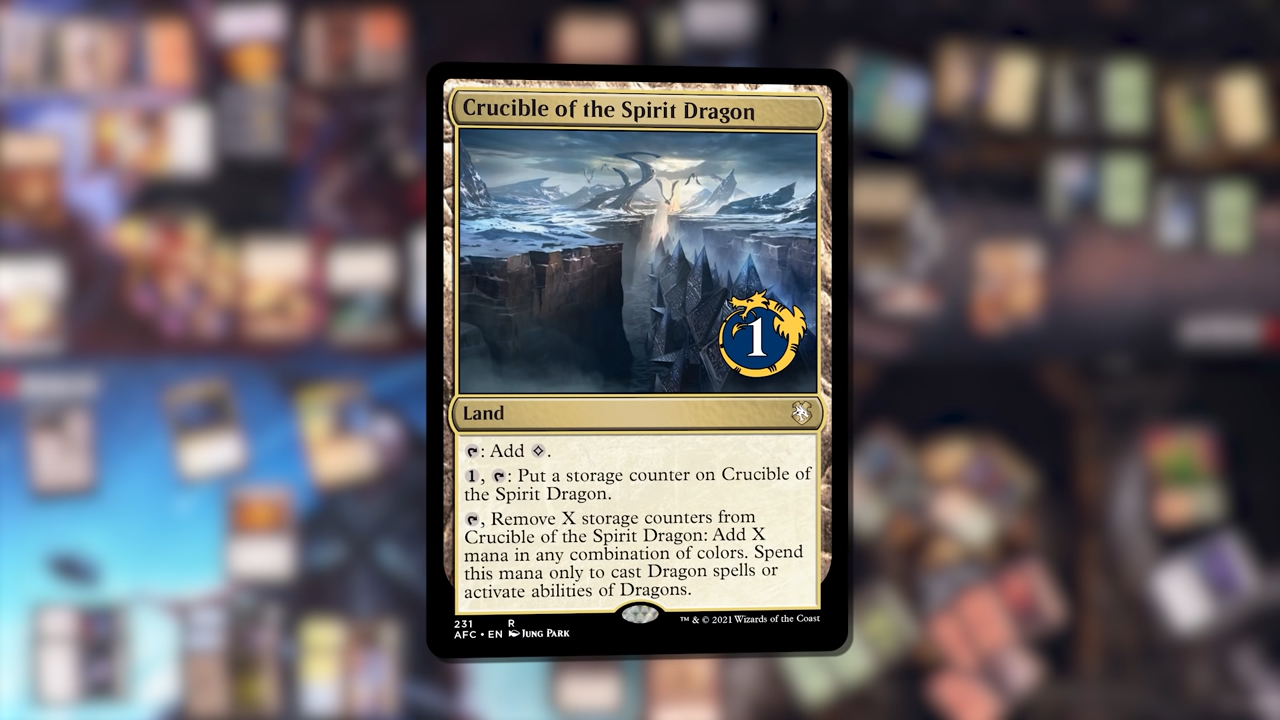 Crucible of the Spirit Dragon
1
Land
: Add .
1, : Put a storage counter on Crucible of
the Spirit Dragon.
, Remove X storage counters from
Crucible of the Spirit Dragon: Add X
mana in any combination of colors. Spend
this mana only to cast Dragon spells or
activate abilities of Dragons.
231 R
AFC • EN Jung Park
™ & © 2021 Wizards of the Coast